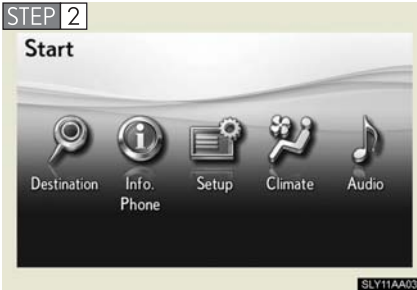 STEP 2
Start
Destination
Info.
Phone
Setup
Climate
Audio
SLY11AA03